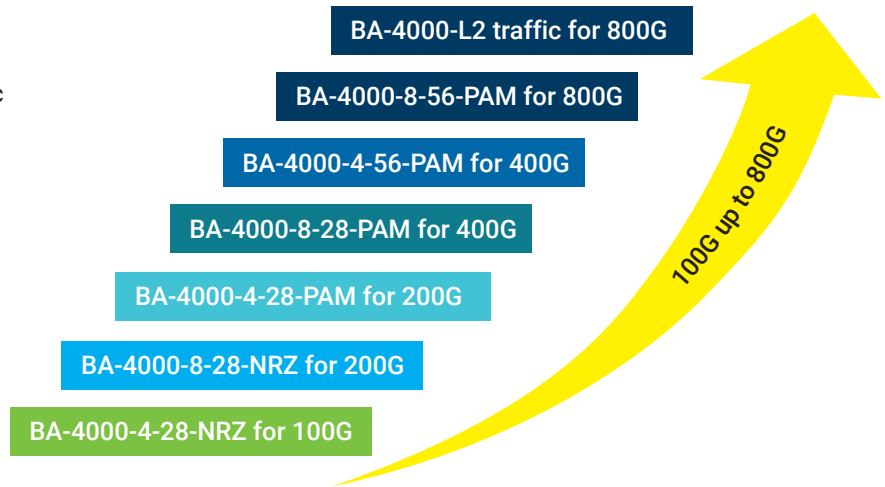 BA-4000-L2 traffic for 800G
c
BA-4000-8-56-PAM for 800G
BA-4000-4-56-PAM for 400G
BA-4000-8-28-PAM for 400G
BA-4000-4-28-PAM for 200G
BA-4000-8-28-NRZ for 200G
BA-4000-4-28-NRZ for 100G
100G up to 800G